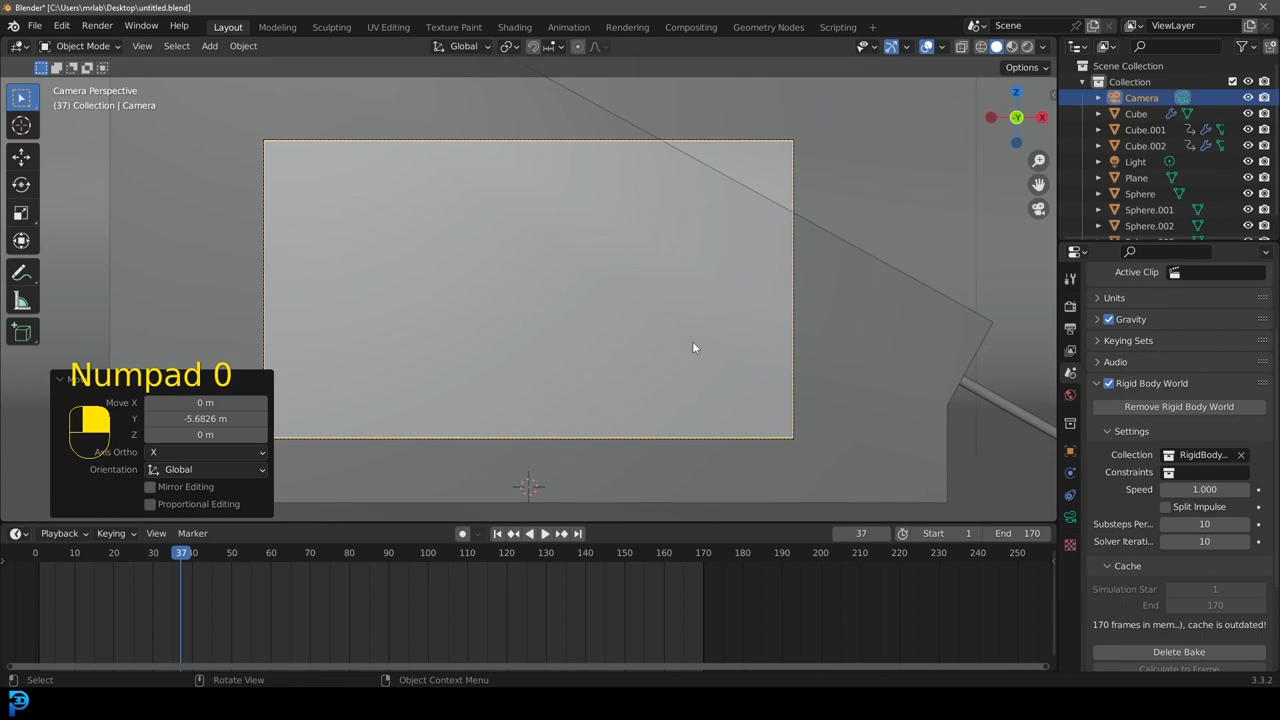 Blender* [C:\Users\mrlab\Desktop\untitled.blend]
File Edit Render Window Help Layout Modeling Sculpting UV Editing Texture Paint Shading Animation Rendering Compositing Geometry Nodes Scripting Scene ViewLayer
Object Mode View Select Add Object Global
Options
Camera Perspective
(37) Collection | Camera
Z
-Y
X
Scene Collection
Collection
Camera
Cube
Cube.001
Cube.002
Light
Plane
Sphere
Sphere.001
Sphere.002
Numpad 0
Move X 0 m
Y -5.6826 m
Z 0 m
Axis Ortho X
Orientation Global
Mirror Editing
Proportional Editing
Active Clip
Units
Gravity
Keying Sets
Audio
Rigid Body World
Remove Rigid Body World
Settings
Collection RigidBody...
Constraints
Speed 1.000
Split Impulse
Substeps Per... 10
Solver Iterati... 10
Cache
Simulation Star 1
End 170
170 frames in mem...), cache is outdated!
Delete Bake
Calculate to Frame
Playback Keying View Marker 37 Start 1 End 170
0 10 20 30 37 40 50 60 70 80 90 100 110 120 130 140 150 160 170 180 190 200 210 220 230 240 250
Select Rotate View Object Context Menu 3.3.2